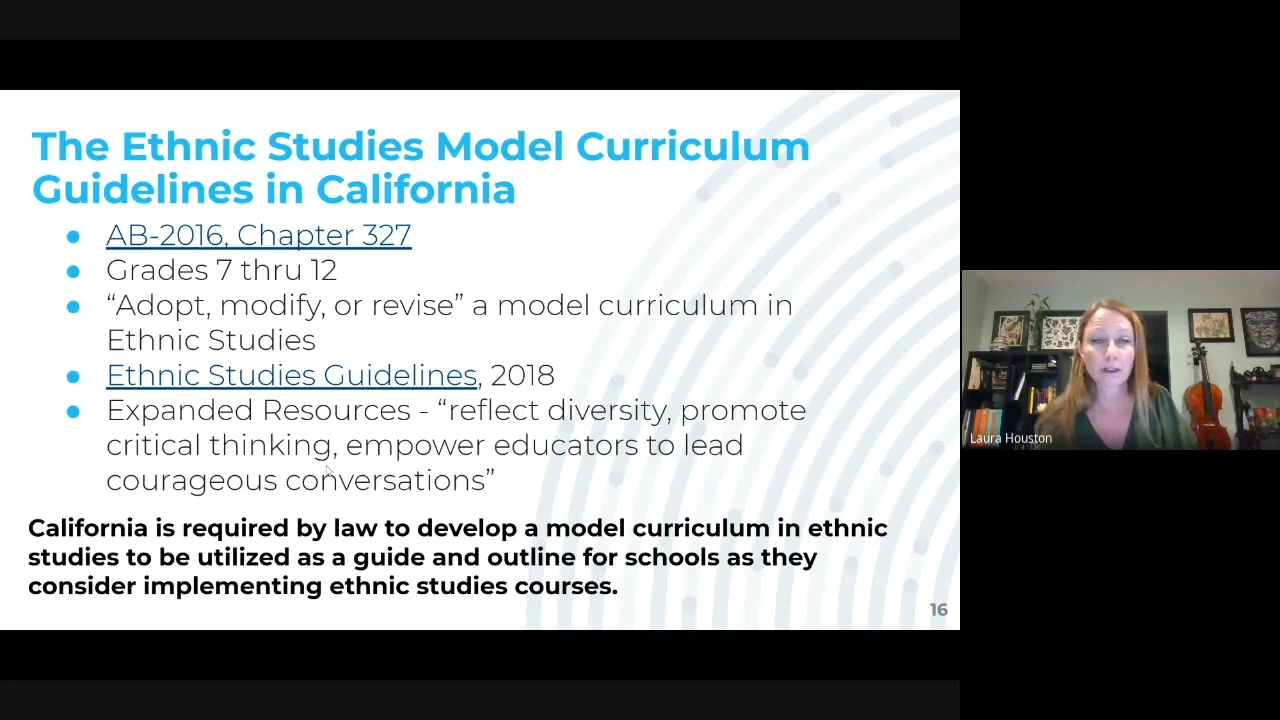 The Ethnic Studies Model Curriculum
Guidelines in California
● AB-2016, Chapter 327
● Grades 7 thru 12
● “Adopt, modify, or revise” a model curriculum in
Ethnic Studies
● Ethnic Studies Guidelines, 2018
● Expanded Resources - “reflect diversity, promote
critical thinking, empower educators to lead
courageous conversations”
California is required by law to develop a model curriculum in ethnic
studies to be utilized as a guide and outline for schools as they
consider implementing ethnic studies courses.
16
Laura Houston